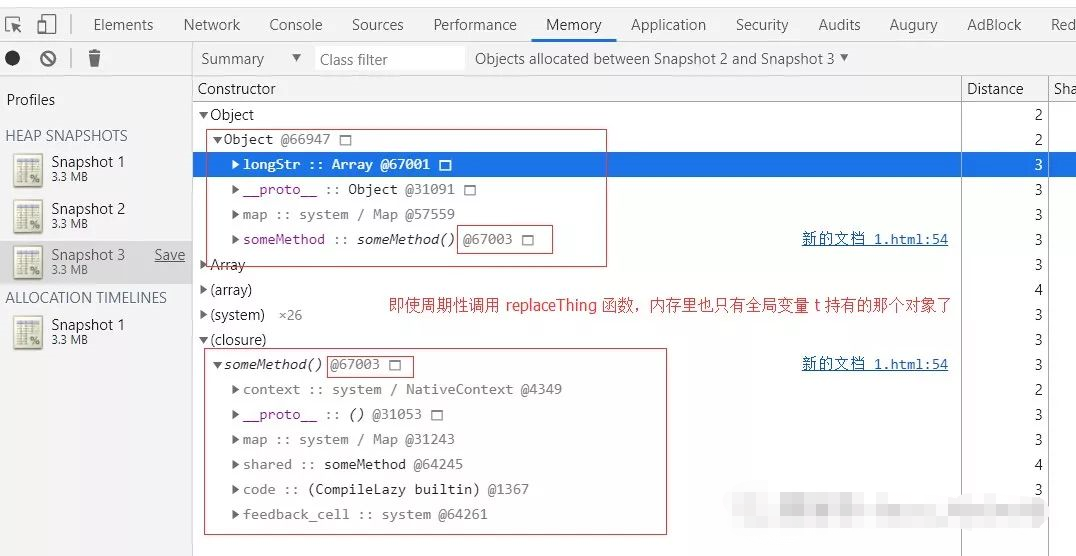 Elements Network Console Sources Performance Memory Application Security Audits Augury AdBlock Red
Summary ▼ Class filter Objects allocated between Snapshot 2 and Snapshot 3 ▼
Profiles
HEAP SNAPSHOTS
Snapshot 1
3.3 MB
Snapshot 2
3.3 MB
Snapshot 3 Save
3.3 MB
ALLOCATION TIMELINES
Snapshot 1
3.3 MB
Constructor Distance Sha
▼Object 2
▼Object @66947 2
▶longStr :: Array @67001 3
▶__proto__ :: Object @31091 3
▶map :: system / Map @57559 3
▶someMethod :: someMethod() @67003 新的文档 1.html:54 3
▶Array 3
▶(array) 4
▶(system) ×26 3
即使周期性调用 replaceThing 函数，内存里也只有全局变量 t 持有的那个对象了
▼(closure) 3
▼someMethod() @67003 新的文档 1.html:54 3
▶context :: system / NativeContext @4349 2
▶__proto__ :: () @31053 3
▶map :: system / Map @31243 3
▶shared :: someMethod @64245 4
▶code :: (CompileLazy builtin) @1367 3
▶feedback_cell :: system @64261